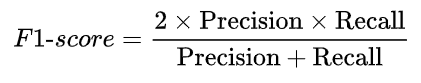 F1-score = 2 × Precision × Recall / Precision + Recall